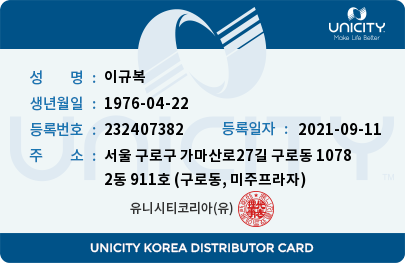 UNICITY
Make Life Better
성 명 : 이규복
생년월일 : 1976-04-22
등록번호 : 232407382 등록일자 : 2021-09-11
주 소 : 서울 구로구 가마산로27길 구로동 1078
2동 911호 (구로동, 미주프라자)
유니시티코리아(유)
UNICITY
TM
UNICITY KOREA DISTRIBUTOR CARD